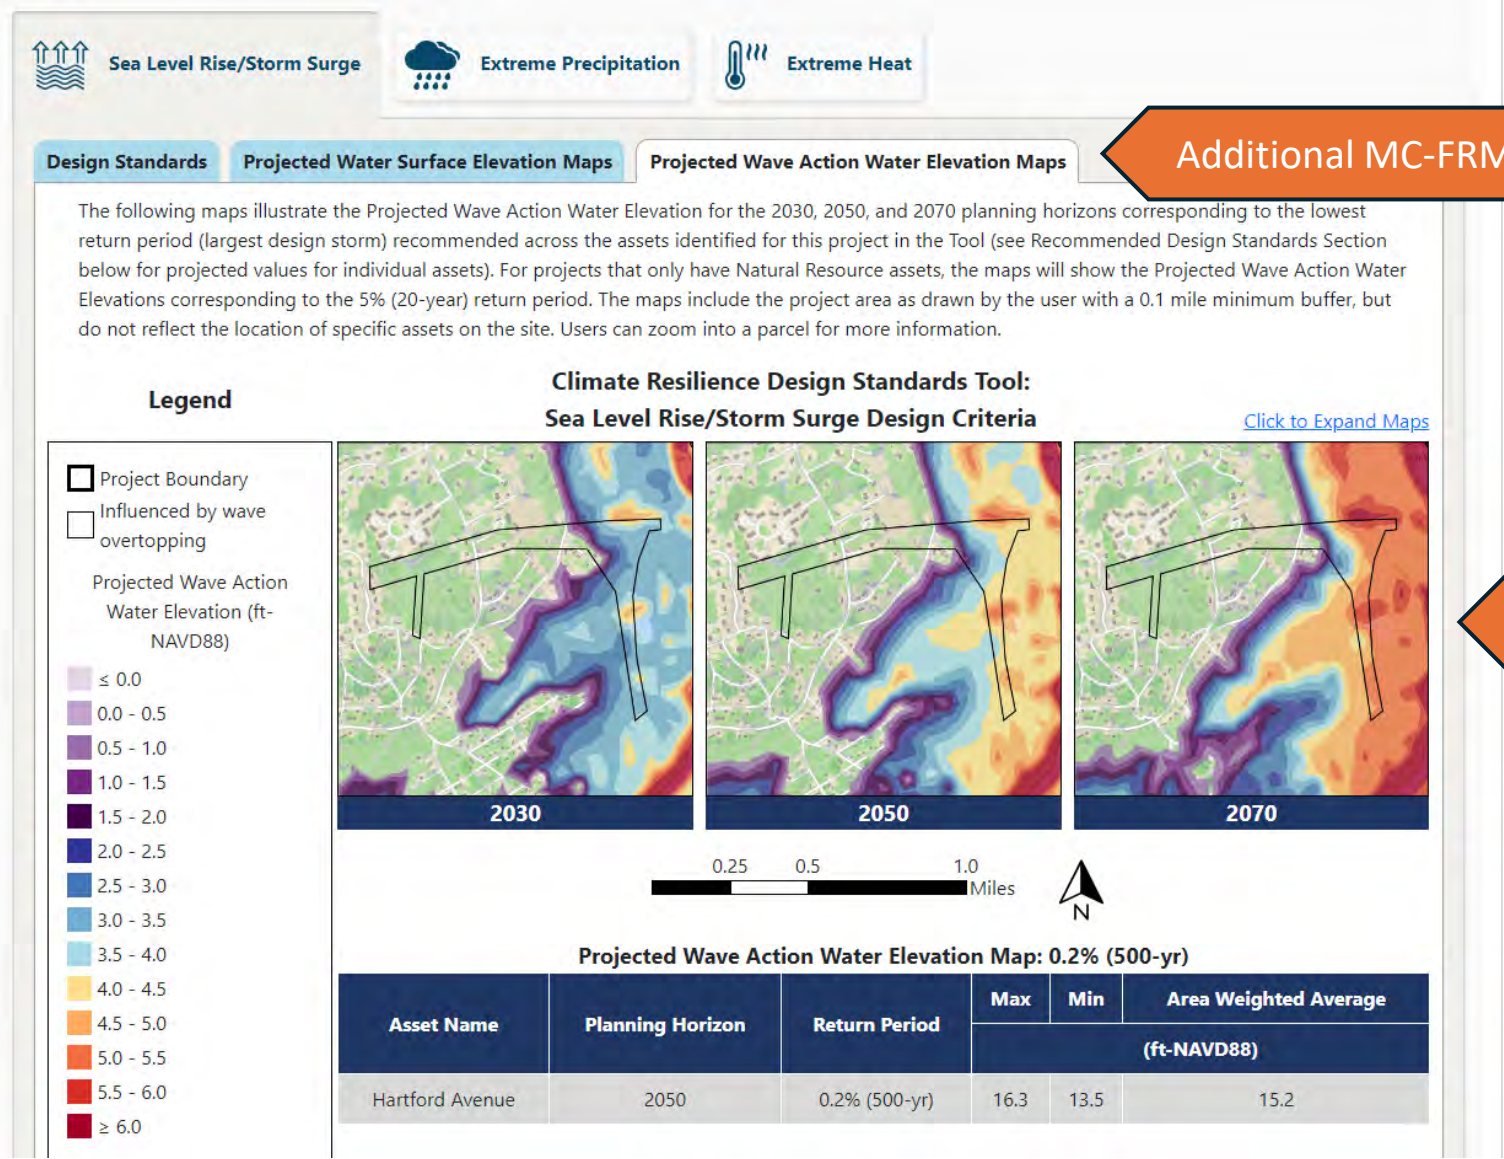 Sea Level Rise/Storm Surge
Extreme Precipitation
Extreme Heat
Design Standards
Projected Water Surface Elevation Maps
Projected Wave Action Water Elevation Maps
Additional MC-FRM
The following maps illustrate the Projected Wave Action Water Elevation for the 2030, 2050, and 2070 planning horizons corresponding to the lowest
return period (largest design storm) recommended across the assets identified for this project in the Tool (see Recommended Design Standards Section
below for projected values for individual assets). For projects that only have Natural Resource assets, the maps will show the Projected Wave Action Water
Elevations corresponding to the 5% (20-year) return period. The maps include the project area as drawn by the user with a 0.1 mile minimum buffer, but
do not reflect the location of specific assets on the site. Users can zoom into a parcel for more information.
Legend
Climate Resilience Design Standards Tool:
Sea Level Rise/Storm Surge Design Criteria
Click to Expand Maps
Project Boundary
Influenced by wave
overtopping
Projected Wave Action
Water Elevation (ft-
NAVD88)
≤ 0.0
0.0 - 0.5
0.5 - 1.0
1.0 - 1.5
1.5 - 2.0
2.0 - 2.5
2.5 - 3.0
3.0 - 3.5
3.5 - 4.0
4.0 - 4.5
4.5 - 5.0
5.0 - 5.5
5.5 - 6.0
≥ 6.0
2030
2050
2070
0.25 0.5 1.0
Miles
N
Projected Wave Action Water Elevation Map: 0.2% (500-yr)
Asset Name Planning Horizon Return Period Max Min Area Weighted Average
(ft-NAVD88)
Hartford Avenue 2050 0.2% (500-yr) 16.3 13.5 15.2